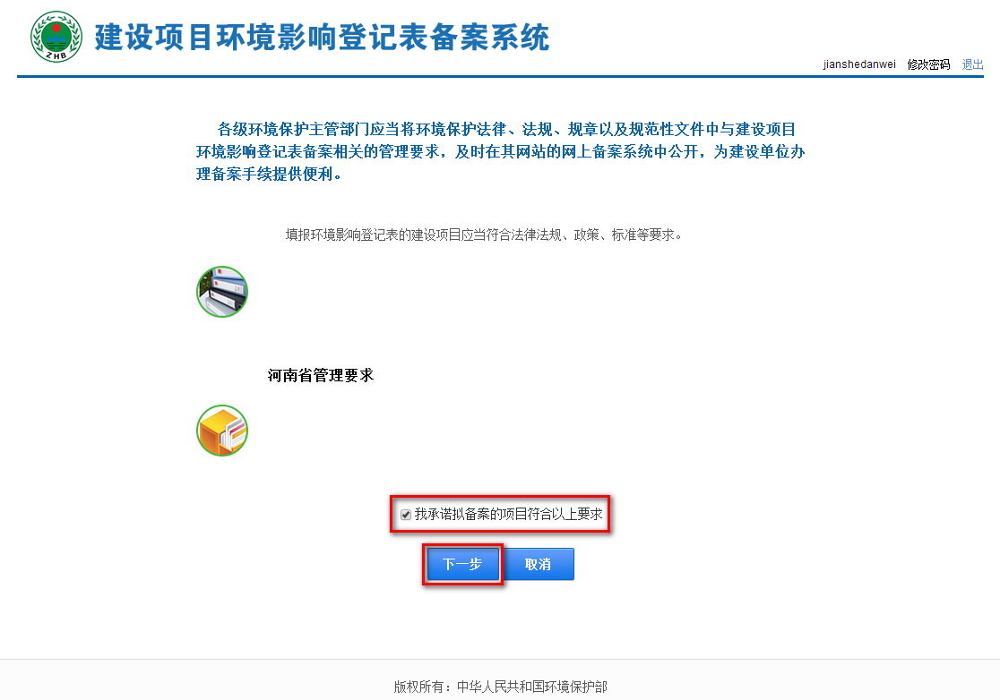 ZHB
建设项目环境影响登记表备案系统
jianshedanwei 修改密码 退出
各级环境保护主管部门应当将环境保护法律、法规、规章以及规范性文件中与建设项目
环境影响登记表备案相关的管理要求，及时在其网站的网上备案系统中公开，为建设单位办
理备案手续提供便利。
填报环境影响登记表的建设项目应当符合法律法规、政策、标准等要求。
河南省管理要求
我承诺拟备案的项目符合以上要求
下一步 取消
版权所有：中华人民共和国环境保护部